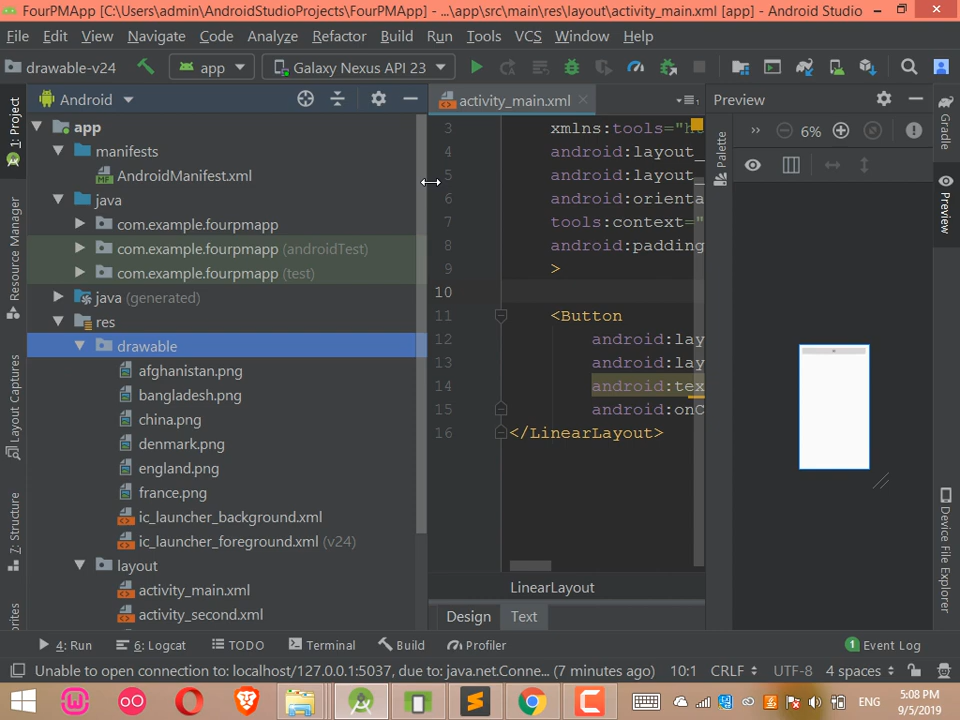 FourPMApp [C:\Users\admin\AndroidStudioProjects\FourPMApp] - ...\app\src\main\res\layout\activity_main.xml [app] - Android Studio
File Edit View Navigate Code Analyze Refactor Build Run Tools VCS Window Help
drawable-v24 app Galaxy Nexus API 23
1: Project
Resource Manager
Layout Captures
7: Structure
Android
app
manifests
AndroidManifest.xml
java
com.example.fourpmapp
com.example.fourpmapp (androidTest)
com.example.fourpmapp (test)
java (generated)
res
drawable
afghanistan.png
bangladesh.png
china.png
denmark.png
england.png
france.png
ic_launcher_background.xml
ic_launcher_foreground.xml (v24)
layout
activity_main.xml
activity_second.xml
activity_main.xml
3 xmlns:tools="h
4 android:layout_
5 android:layout_
6 android:orienta
7 tools:context="
8 android:padding
9 >
10
11 <Button
12 android:lay
13 android:lay
14 android:tex
15 android:onC
16 </LinearLayout>
LinearLayout
Design Text
Preview
Palette
6%
Gradle
Preview
Device File Explorer
4: Run 6: Logcat TODO Terminal Build Profiler 1 Event Log
Unable to open connection to: localhost/127.0.0.1:5037, due to: java.net.Conne... (7 minutes ago) 10:1 CRLF UTF-8 4 spaces
ENG
5:08 PM
9/5/2019